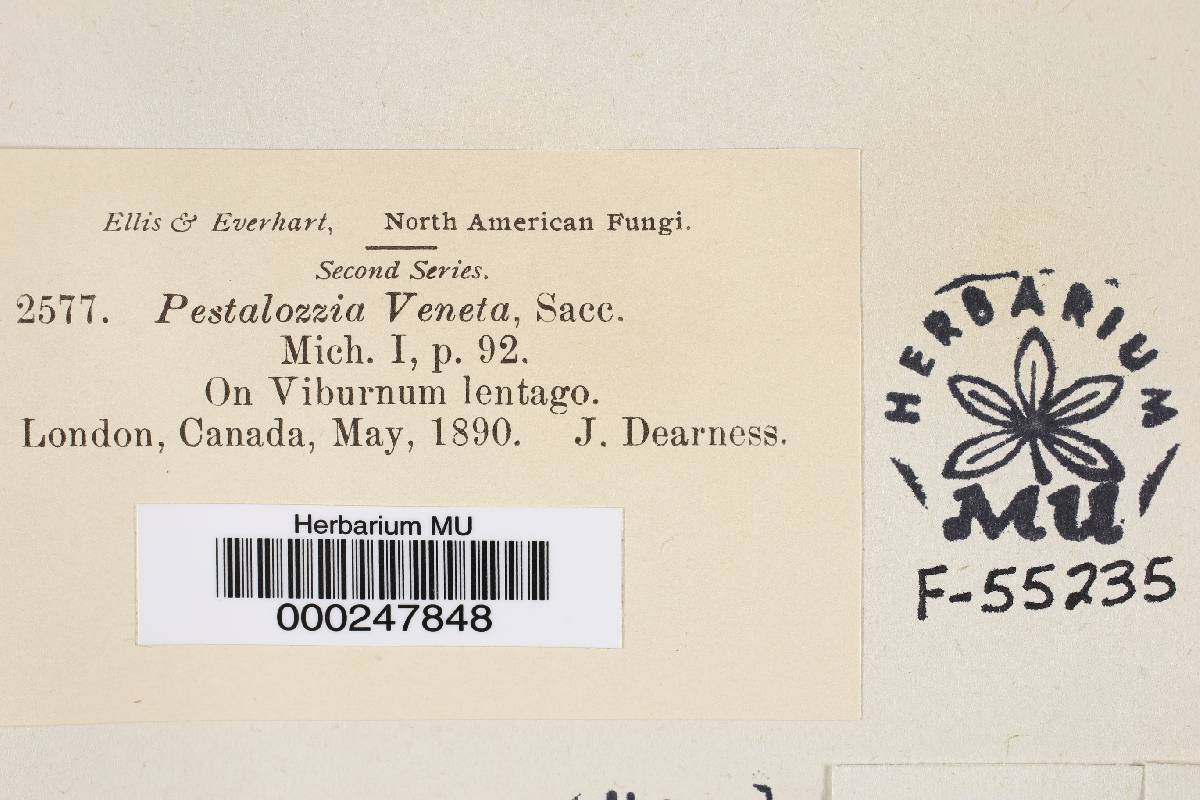 Ellis & Everhart, North American Fungi.
Second Series.
2577. Pestalozzia Veneta, Sacc.
Mich. I, p. 92.
On Viburnum lentago.
London, Canada, May, 1890. J. Dearness.
Herbarium MU
000247848
HERBARIUM
MU
F-55235